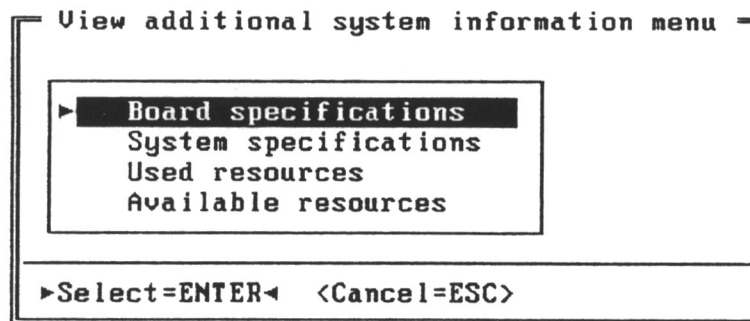 View additional system information menu
► Board specifications
System specifications
Used resources
Available resources
►Select=ENTER◄ <Cancel=ESC>